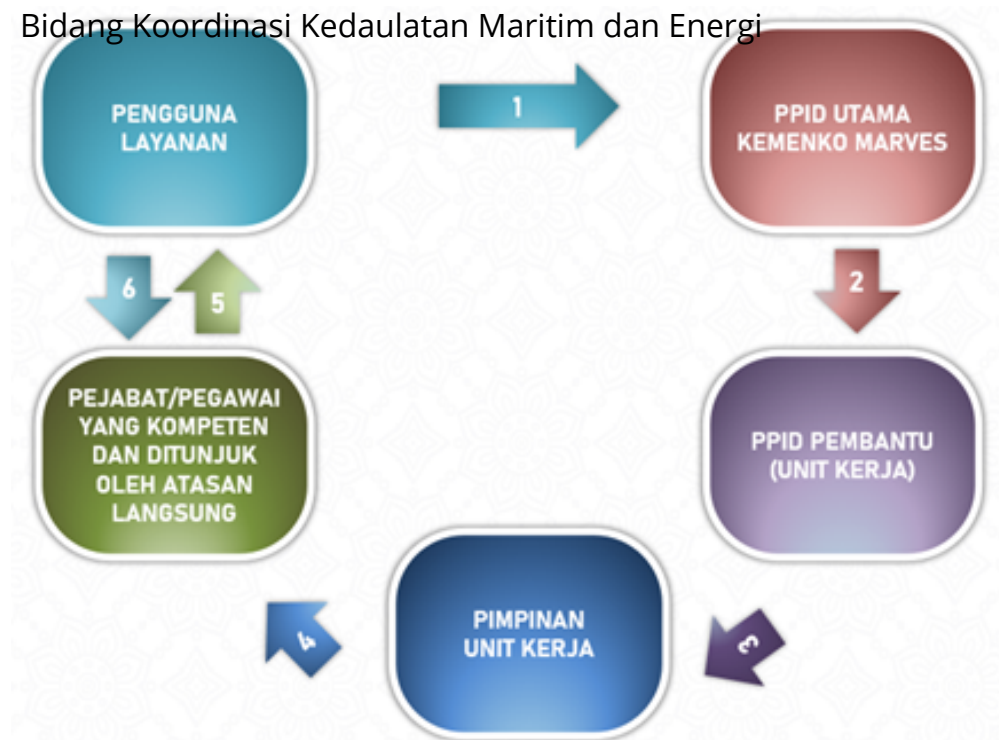 Bidang Koordinasi Kedaulatan Maritim dan Energi
PENGGUNA
LAYANAN
1
PPID UTAMA
KEMENKO MARVES
2
PPID PEMBANTU
(UNIT KERJA)
3
PIMPINAN
UNIT KERJA
4
PEJABAT/PEGAWAI
YANG KOMPETEN
DAN DITUNJUK
OLEH ATASAN
LANGSUNG
5
6